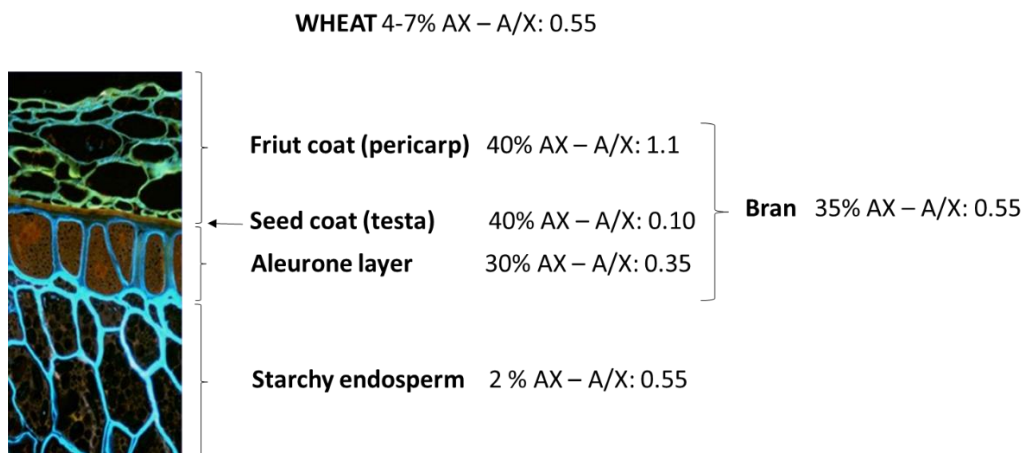 WHEAT 4-7% AX – A/X: 0.55
Friut coat (pericarp) 40% AX – A/X: 1.1
Seed coat (testa) 40% AX – A/X: 0.10
Bran 35% AX – A/X: 0.55
Aleurone layer 30% AX – A/X: 0.35
Starchy endosperm 2 % AX – A/X: 0.55